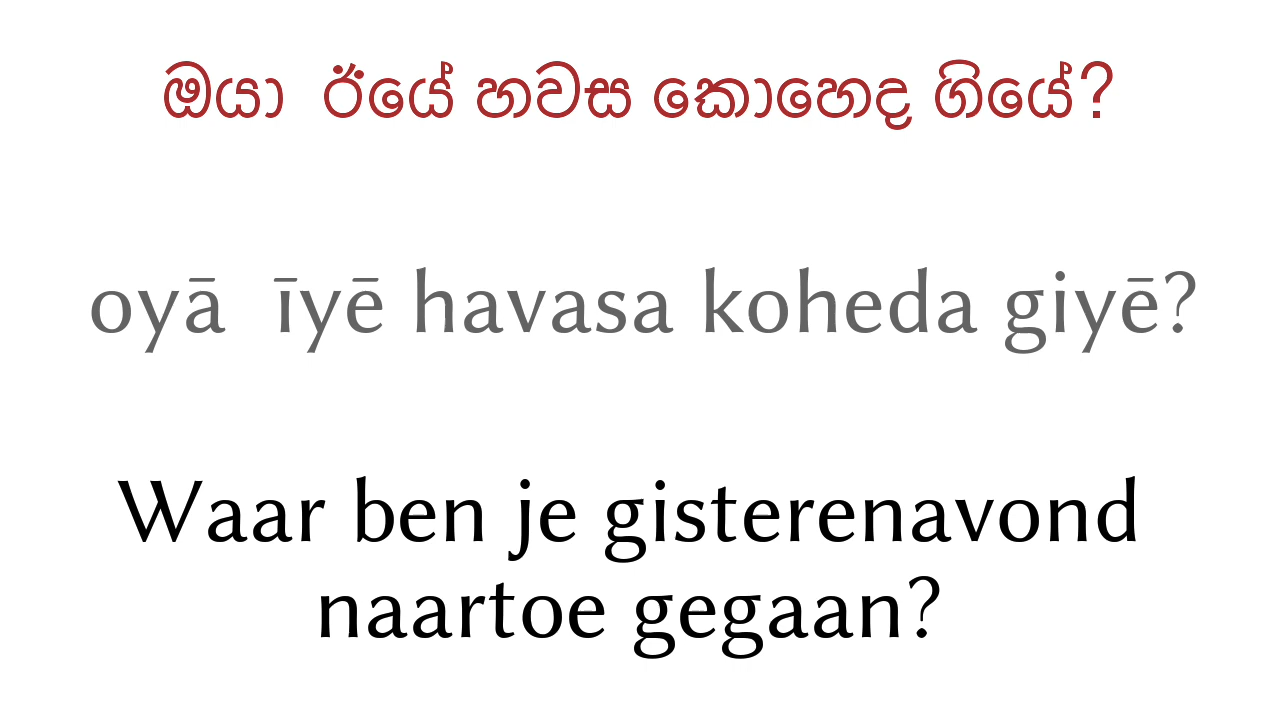 ඔයා  ඊයේ හවස කොහෙද ගියේ?
oyā  īyē havasa koheda giyē?
Waar ben je gisterenavond
naartoe gegaan?